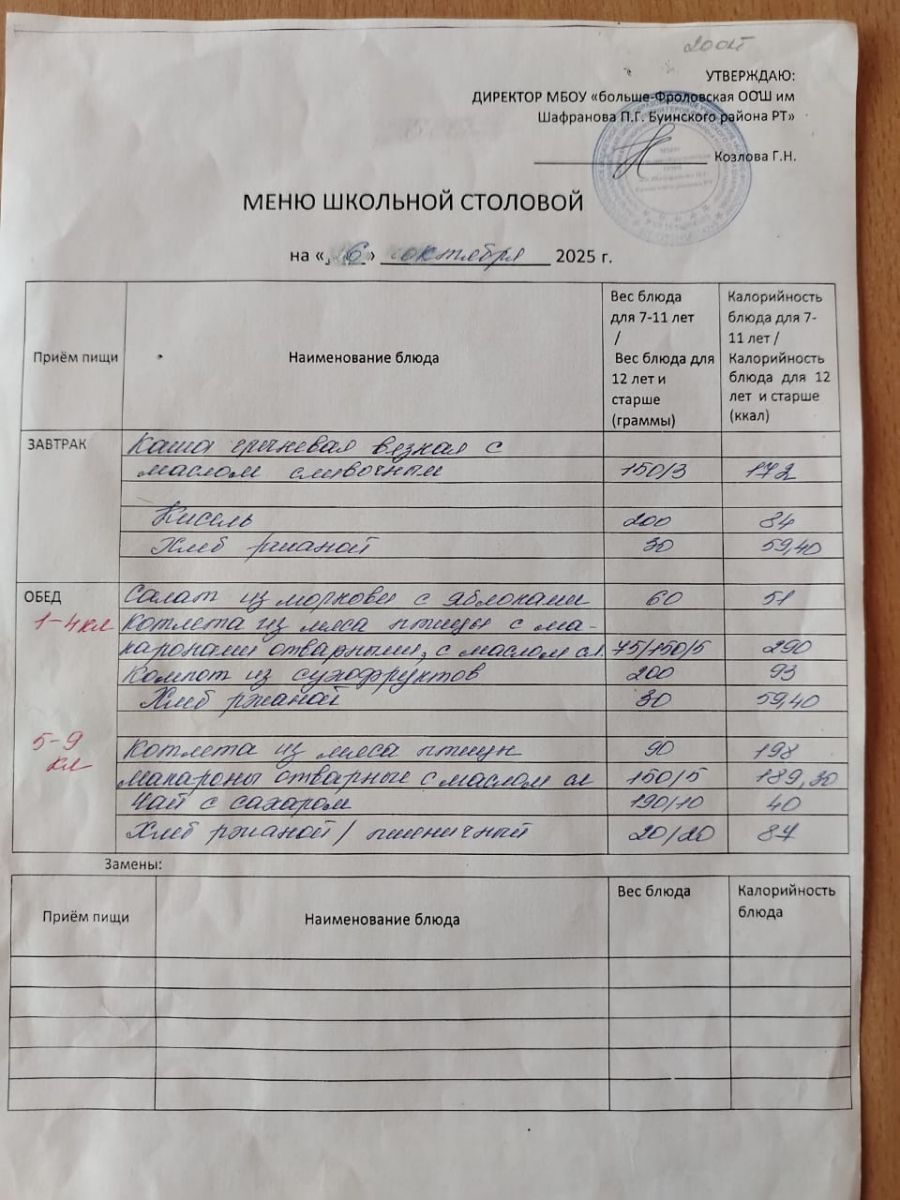 УТВЕРЖДАЮ:
ДИРЕКТОР МБОУ «больше-Фроловская ООШ им
Шафранова П.Г. Буинского района РТ»
Козлова Г.Н.
МЕНЮ ШКОЛЬНОЙ СТОЛОВОЙ
на « 6 » октября 2025 г.
Приём пищи
Наименование блюда
Вес блюда
для 7-11 лет
/
Вес блюда для
12 лет и
старше
(граммы)
Калорийность
блюда для 7-
11 лет /
Калорийность
блюда для 12
лет и старше
(ккал)
ЗАВТРАК Каша гречневая вязкая с
маслом сливочным 150/3 172
Кисель 200 84
Хлеб ржаной 30 59,40
ОБЕД Салат из моркови с яблоками 60 51
1-4кл Котлета из мяса птицы с ма-
каронами отварными, с маслом сл. 75/150/5 290
Компот из сухофруктов 200 93
Хлеб ржаной 30 59,40
5-9 Котлета из мяса птицы 90 198
кл макароны отварные с маслом сл 150/5 189,30
Чай с сахаром 190/10 40
Хлеб ржаной / пшеничный 20/20 87
Замены:
Приём пищи
Наименование блюда
Вес блюда
Калорийность
блюда